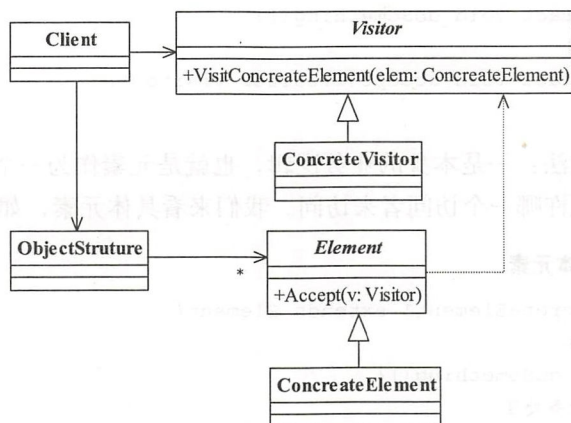 Client
Visitor
+VisitConcreateElement(elem: ConcreateElement)
ConcreteVisitor
ObjectStruture
*
Element
+Accept(v: Visitor)
ConcreateElement